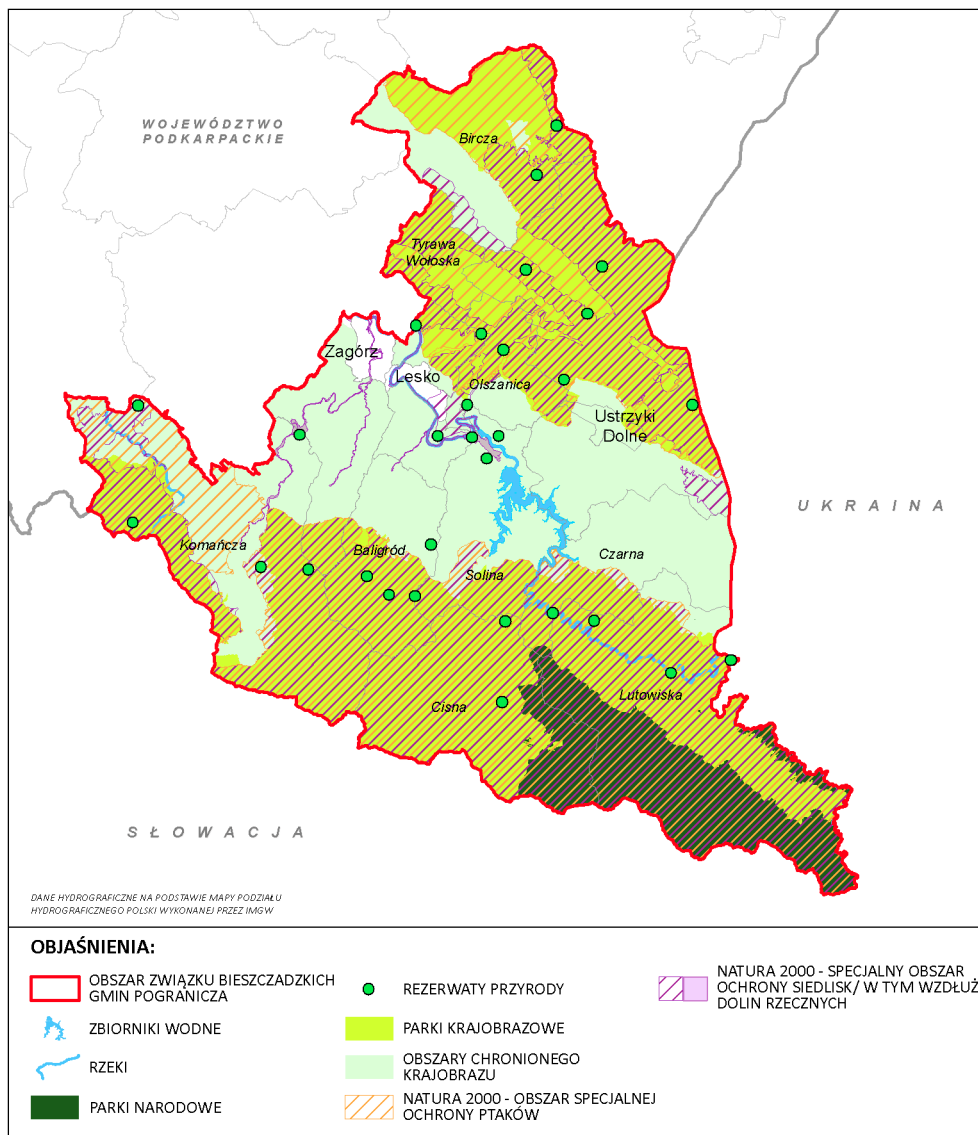 WOJEWÓDZTWO
PODKARPACKIE
Bircza
Tyrawa
Wołoska
Zagórz
Lesko
Olszanica
Ustrzyki
Dolne
UKRAINA
Komańcza
Baligród
Czarna
Solina
Lutowiska
Cisna
SŁOWACJA
DANE HYDROGRAFICZNE NA PODSTAWIE MAPY PODZIAŁU
HYDROGRAFICZNEGO POLSKI WYKONANEJ PRZEZ IMGW
OBJAŚNIENIA:
OBSZAR ZWIĄZKU BIESZCZADZKICH
GMIN POGRANICZA
ZBIORNIKI WODNE
RZEKI
PARKI NARODOWE
REZERWATY PRZYRODY
PARKI KRAJOBRAZOWE
OBSZARY CHRONIONEGO
KRAJOBRAZU
NATURA 2000 - OBSZAR SPECJALNEJ
OCHRONY PTAKÓW
NATURA 2000 - SPECJALNY OBSZAR
OCHRONY SIEDLISK/ W TYM WZDŁUŻ
DOLIN RZECZNYCH